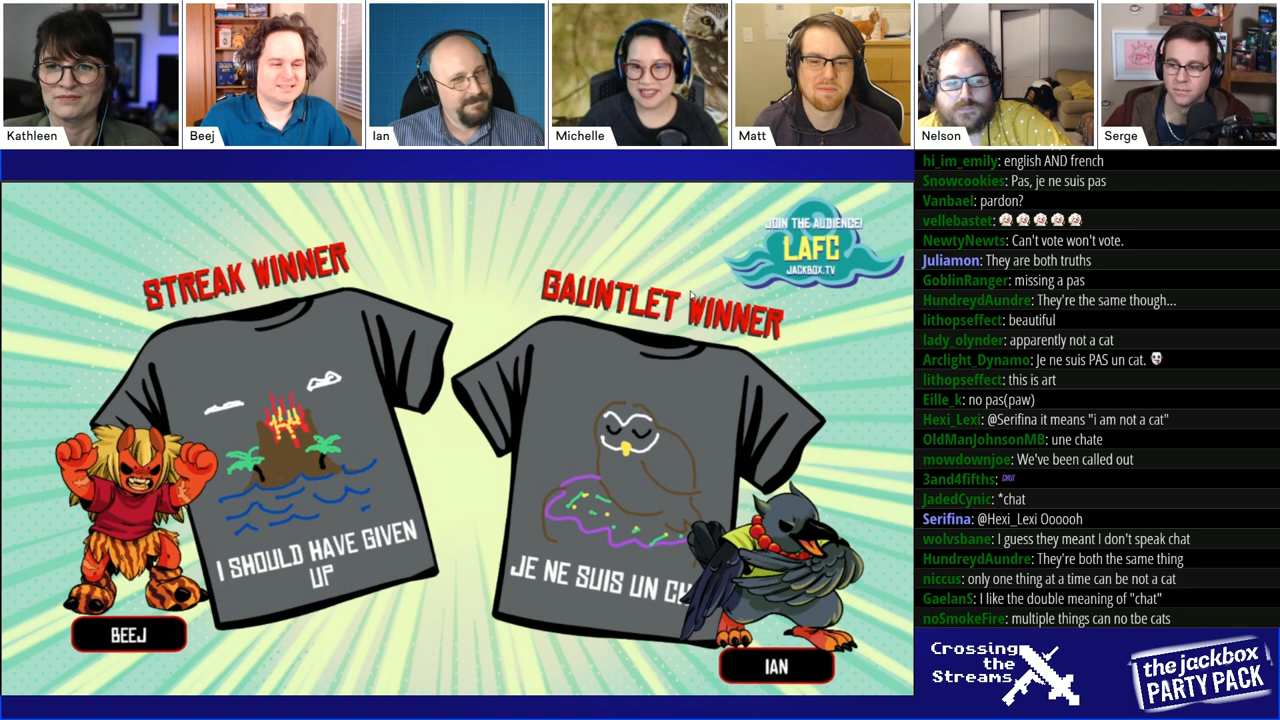 Kathleen
Beej
Ian
Michelle
Matt
Nelson
Serge
STREAK WINNER
I SHOULD HAVE GIVEN
UP
BEEJ
GAUNTLET WINNER
JE NE SUIS UN CH
IAN
JOIN THE AUDIENCE!
LAFC
JACKBOX.TV
hi_im_emily: english AND french
Snowcookies: Pas, je ne suis pas
Vanbael: pardon?
vellebastet:
NewtyNewts: Can't vote won't vote.
Juliamon: They are both truths
GoblinRanger: missing a pas
HundreydAundre: They're the same though...
lithopseffect: beautiful
lady_olynder: apparently not a cat
Arclight_Dynamo: Je ne suis PAS un cat.
lithopseffect: this is art
Eille_k: no pas(paw)
Hexi_Lexi: @Serifina it means "i am not a cat"
OldManJohnsonMB: une chate
mowdownjoe: We've been called out
3and4fifths:
JadedCynic: *chat
Serifina: @Hexi_Lexi Oooooh
wolvsbane: I guess they meant I don't speak chat
HundreydAundre: They're both the same thing
niccus: only one thing at a time can be not a cat
GaelanS: I like the double meaning of "chat"
noSmokeFire: multiple things can no tbe cats
Crossing
the
Streams
the jackbox
PARTY PACK